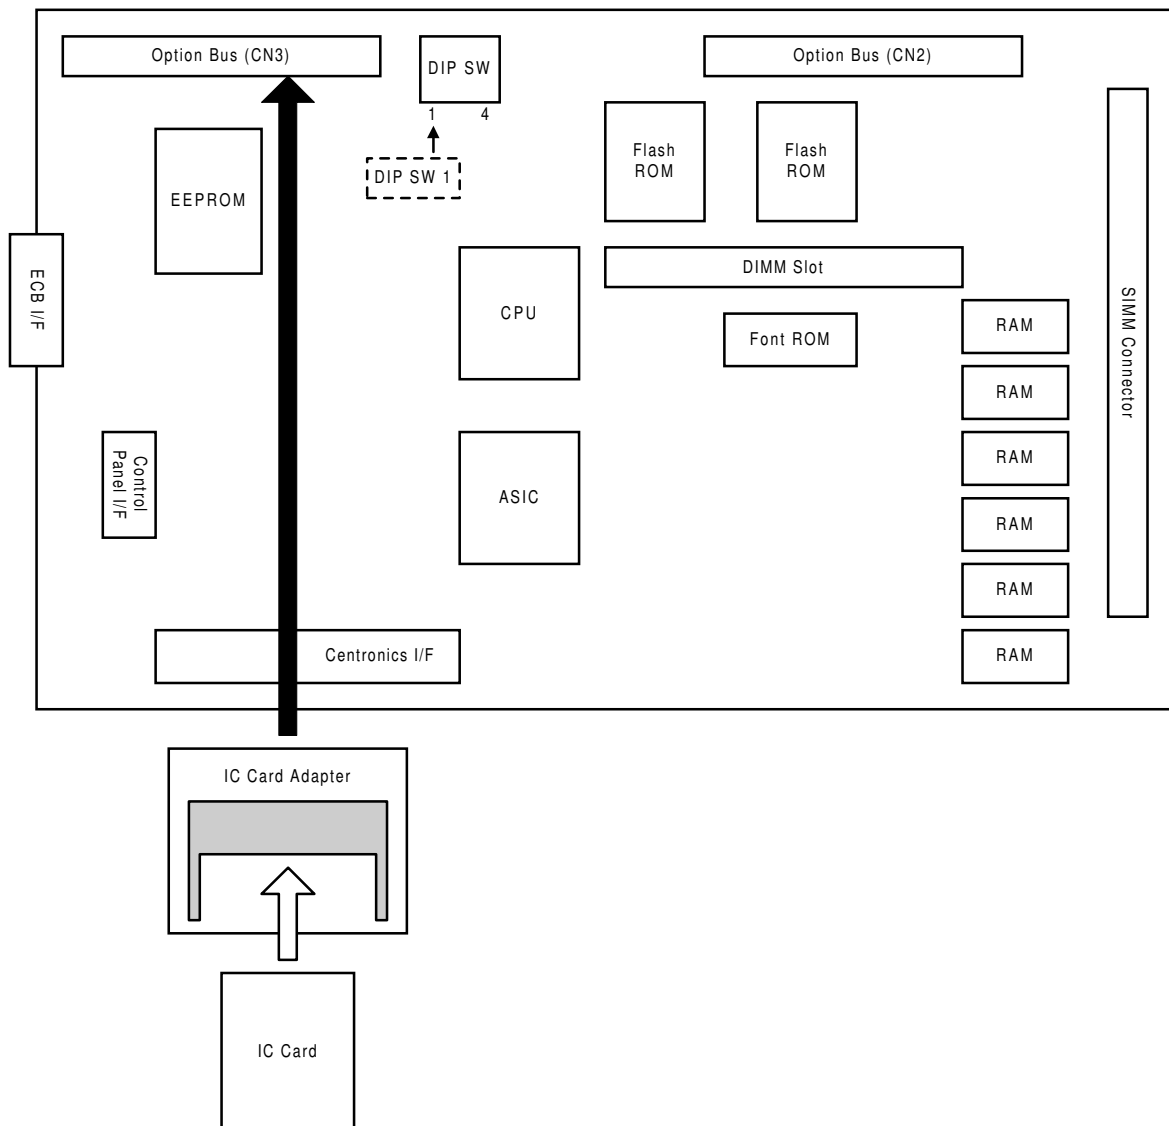 Option Bus (CN3)
DIP SW
Option Bus (CN2)
1 4
DIP SW 1
EEPROM
Flash
ROM
Flash
ROM
ECB I/F
CPU
DIMM Slot
Font ROM
SIMM Connector
RAM
RAM
RAM
RAM
RAM
RAM
Control
Panel I/F
ASIC
Centronics I/F
IC Card Adapter
IC Card